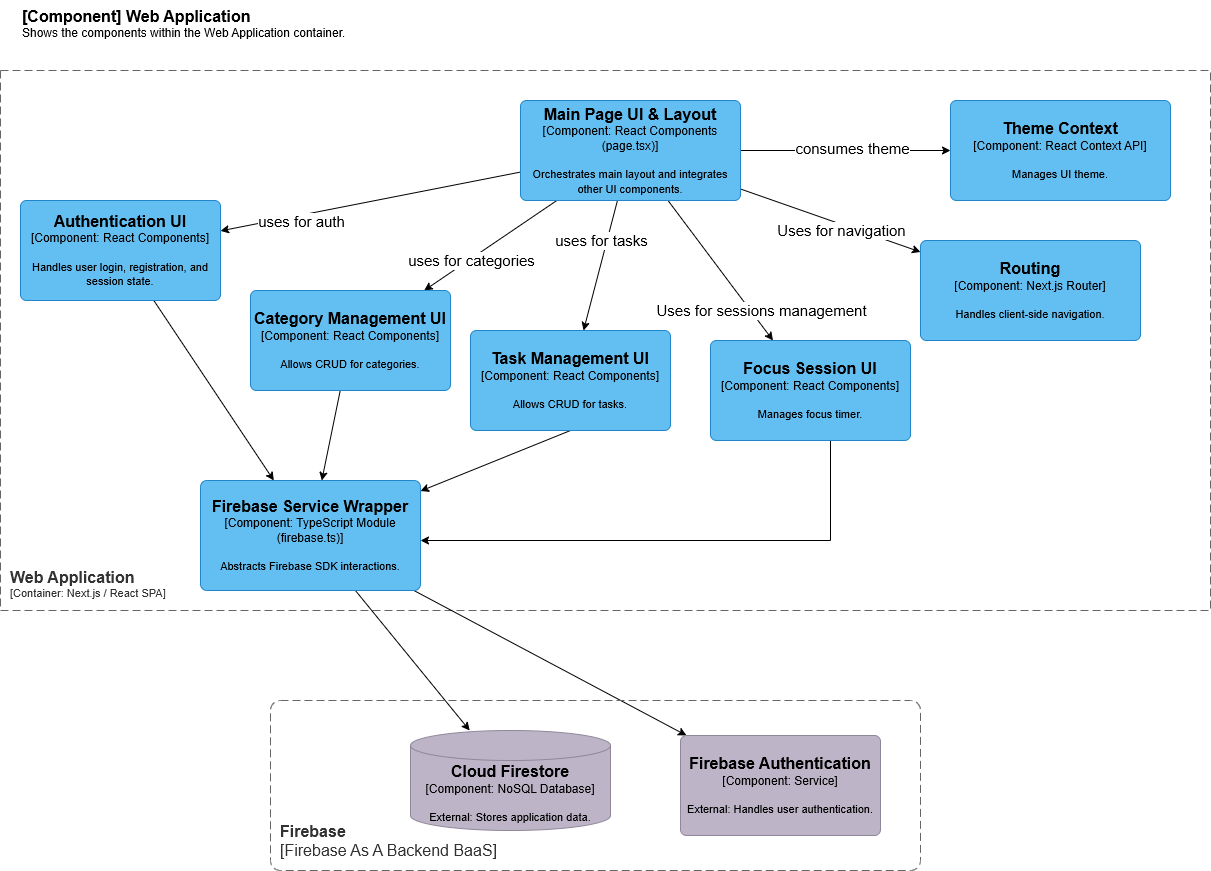 [Component] Web Application
Shows the components within the Web Application container.
Main Page UI & Layout
[Component: React Components
(page.tsx)]
Orchestrates main layout and integrates
other UI components.
consumes theme
Theme Context
[Component: React Context API]
Manages UI theme.
uses for auth
Authentication UI
[Component: React Components]
Handles user login, registration, and
session state.
uses for categories
uses for tasks
Uses for sessions management
Uses for navigation
Routing
[Component: Next.js Router]
Handles client-side navigation.
Category Management UI
[Component: React Components]
Allows CRUD for categories.
Task Management UI
[Component: React Components]
Allows CRUD for tasks.
Focus Session UI
[Component: React Components]
Manages focus timer.
Firebase Service Wrapper
[Component: TypeScript Module
(firebase.ts)]
Abstracts Firebase SDK interactions.
Web Application
[Container: Next.js / React SPA]
Cloud Firestore
[Component: NoSQL Database]
External: Stores application data.
Firebase Authentication
[Component: Service]
External: Handles user authentication.
Firebase
[Firebase As A Backend BaaS]